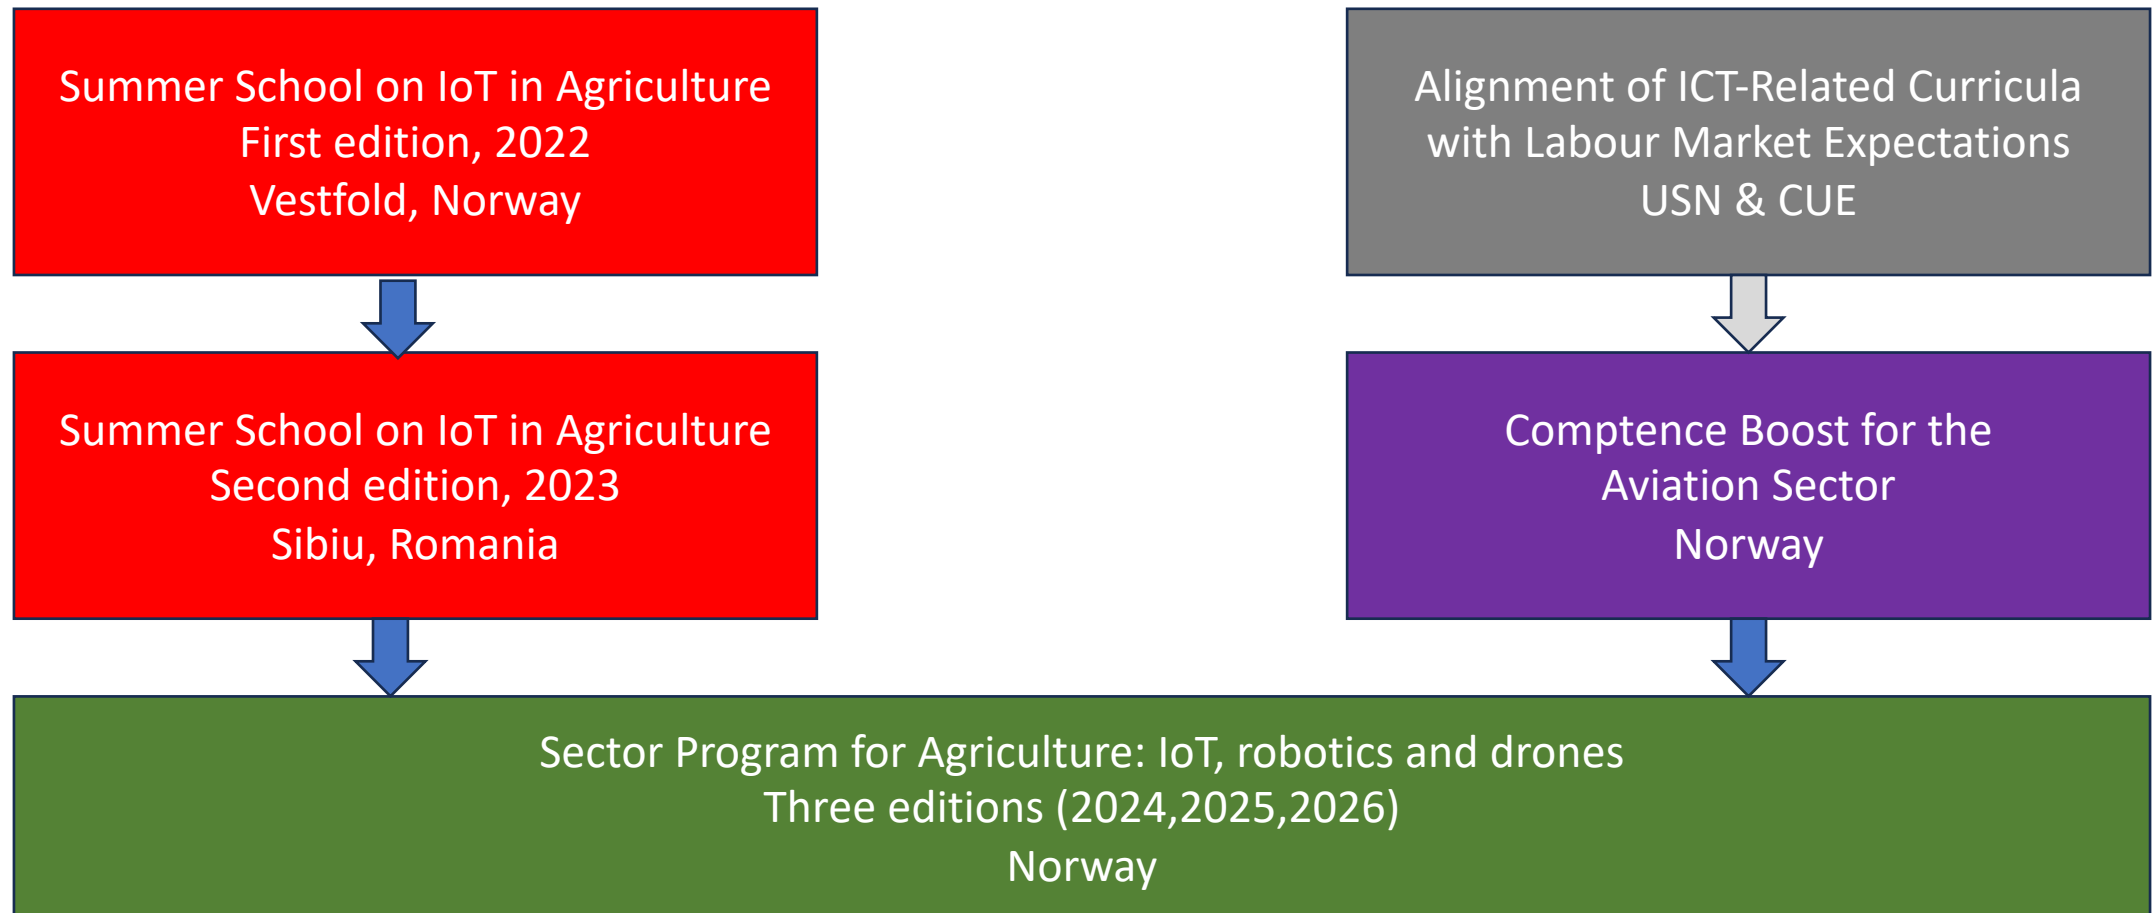 Summer School on IoT in Agriculture
First edition, 2022
Vestfold, Norway
Alignment of ICT-Related Curricula
with Labour Market Expectations
USN & CUE
Summer School on IoT in Agriculture
Second edition, 2023
Sibiu, Romania
Comptence Boost for the
Aviation Sector
Norway
Sector Program for Agriculture: IoT, robotics and drones
Three editions (2024,2025,2026)
Norway